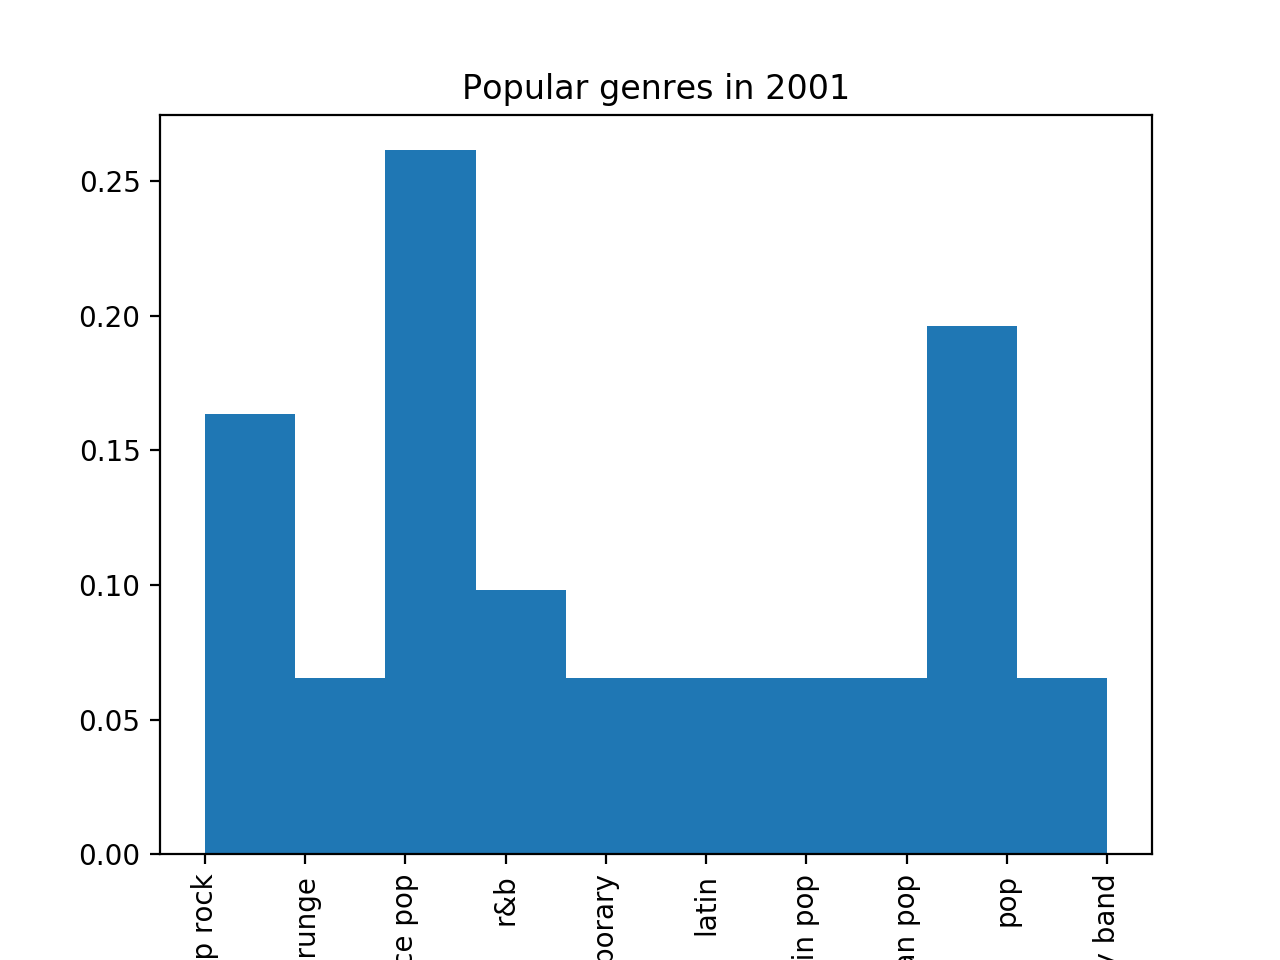 Popular genres in 2001
0.25
0.20
0.15
0.10
0.05
0.00
p rock
runge
ce pop
r&b
porary
latin
in pop
an pop
pop
y band